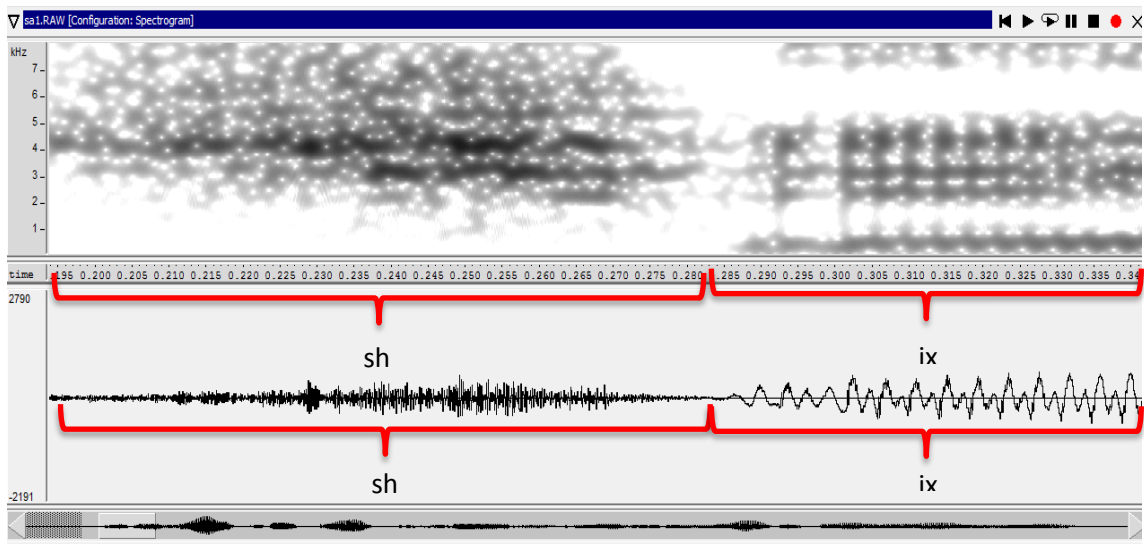 sa1.RAW [Configuration: Spectrogram]
kHz
7
6
5
4
3
2
1
time .195 0.200 0.205 0.210 0.215 0.220 0.225 0.230 0.235 0.240 0.245 0.250 0.255 0.260 0.265 0.270 0.275 0.280 0.285 0.290 0.295 0.300 0.305 0.310 0.315 0.320 0.325 0.330 0.335 0.34
2790
sh ix
sh ix
-2191